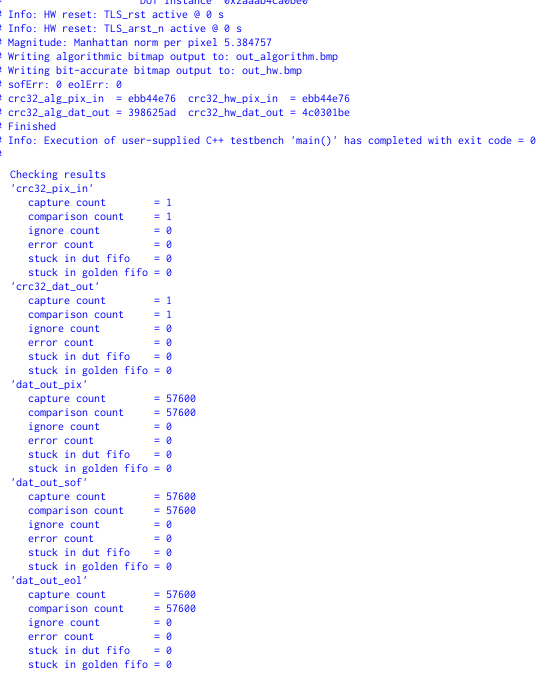 DUT Instance 0x2aaab4ca0be0
# Info: HW reset: TLS_rst active @ 0 s
# Info: HW reset: TLS_arst_n active @ 0 s
# Magnitude: Manhattan norm per pixel 5.384757
# Writing algorithmic bitmap output to: out_algorithm.bmp
# Writing bit-accurate bitmap output to: out_hw.bmp
# sofErr: 0 eolErr: 0
# crc32_alg_pix_in  = ebb44e76  crc32_hw_pix_in  = ebb44e76
# crc32_alg_dat_out = 398625ad  crc32_hw_dat_out = 4c0301be
# Finished
# Info: Execution of user-supplied C++ testbench 'main()' has completed with exit code = 0
#
Checking results
'crc32_pix_in'
capture count        = 1
comparison count     = 1
ignore count         = 0
error count          = 0
stuck in dut fifo    = 0
stuck in golden fifo = 0
'crc32_dat_out'
capture count        = 1
comparison count     = 1
ignore count         = 0
error count          = 0
stuck in dut fifo    = 0
stuck in golden fifo = 0
'dat_out_pix'
capture count        = 57600
comparison count     = 57600
ignore count         = 0
error count          = 0
stuck in dut fifo    = 0
stuck in golden fifo = 0
'dat_out_sof'
capture count        = 57600
comparison count     = 57600
ignore count         = 0
error count          = 0
stuck in dut fifo    = 0
stuck in golden fifo = 0
'dat_out_eol'
capture count        = 57600
comparison count     = 57600
ignore count         = 0
error count          = 0
stuck in dut fifo    = 0
stuck in golden fifo = 0